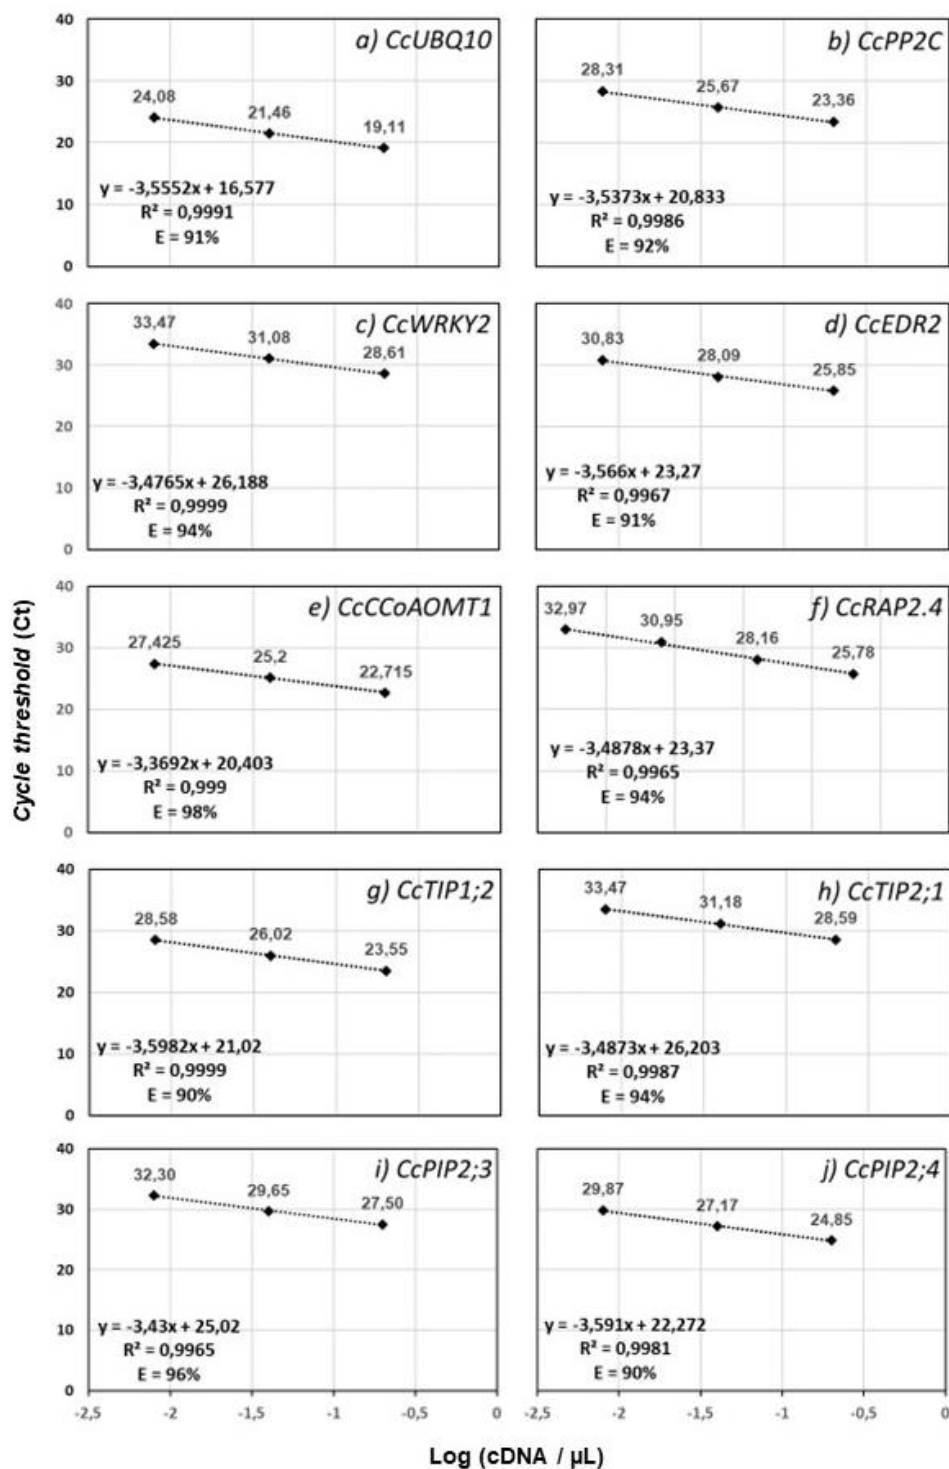 a) CcUBQ10
40
30
20
10
0
24,08
21,46
19,11
y = -3,5552x + 16,577
R² = 0,9991
E = 91%
b) CcPP2C
28,31
25,67
23,36
y = -3,5373x + 20,833
R² = 0,9986
E = 92%
c) CcWRKY2
40
30
20
10
0
33,47
31,08
28,61
y = -3,4765x + 26,188
R² = 0,9999
E = 94%
d) CcEDR2
30,83
28,09
25,85
y = -3,566x + 23,27
R² = 0,9967
E = 91%
Cycle threshold (Ct)
e) CcCCoAOMT1
40
30
20
10
0
27,425
25,2
22,715
y = -3,3692x + 20,403
R² = 0,999
E = 98%
f) CcRAP2.4
32,97
30,95
28,16
25,78
y = -3,4878x + 23,37
R² = 0,9965
E = 94%
g) CcTIP1;2
40
30
20
10
0
28,58
26,02
23,55
y = -3,5982x + 21,02
R² = 0,9999
E = 90%
h) CcTIP2;1
33,47
31,18
28,59
y = -3,4873x + 26,203
R² = 0,9987
E = 94%
i) CcPIP2;3
40
30
20
10
0
32,30
29,65
27,50
y = -3,43x + 25,02
R² = 0,9965
E = 96%
j) CcPIP2;4
29,87
27,17
24,85
y = -3,591x + 22,272
R² = 0,9981
E = 90%
-2,5 -2 -1,5 -1 -0,5 0
-2,5 -2 -1,5 -1 -0,5 0
Log (cDNA / µL)